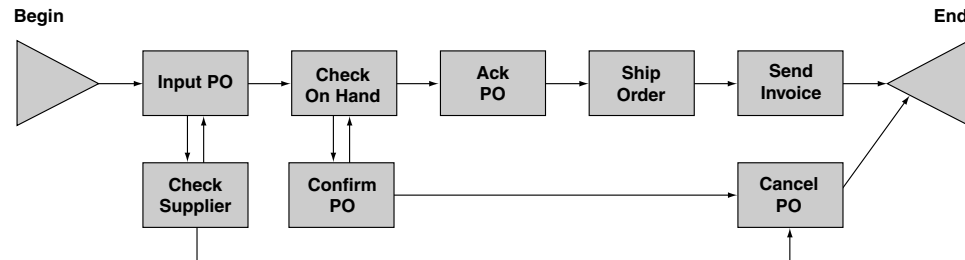 Begin
End
Input PO
Check
On Hand
Ack
PO
Ship
Order
Send
Invoice
Check
Supplier
Confirm
PO
Cancel
PO